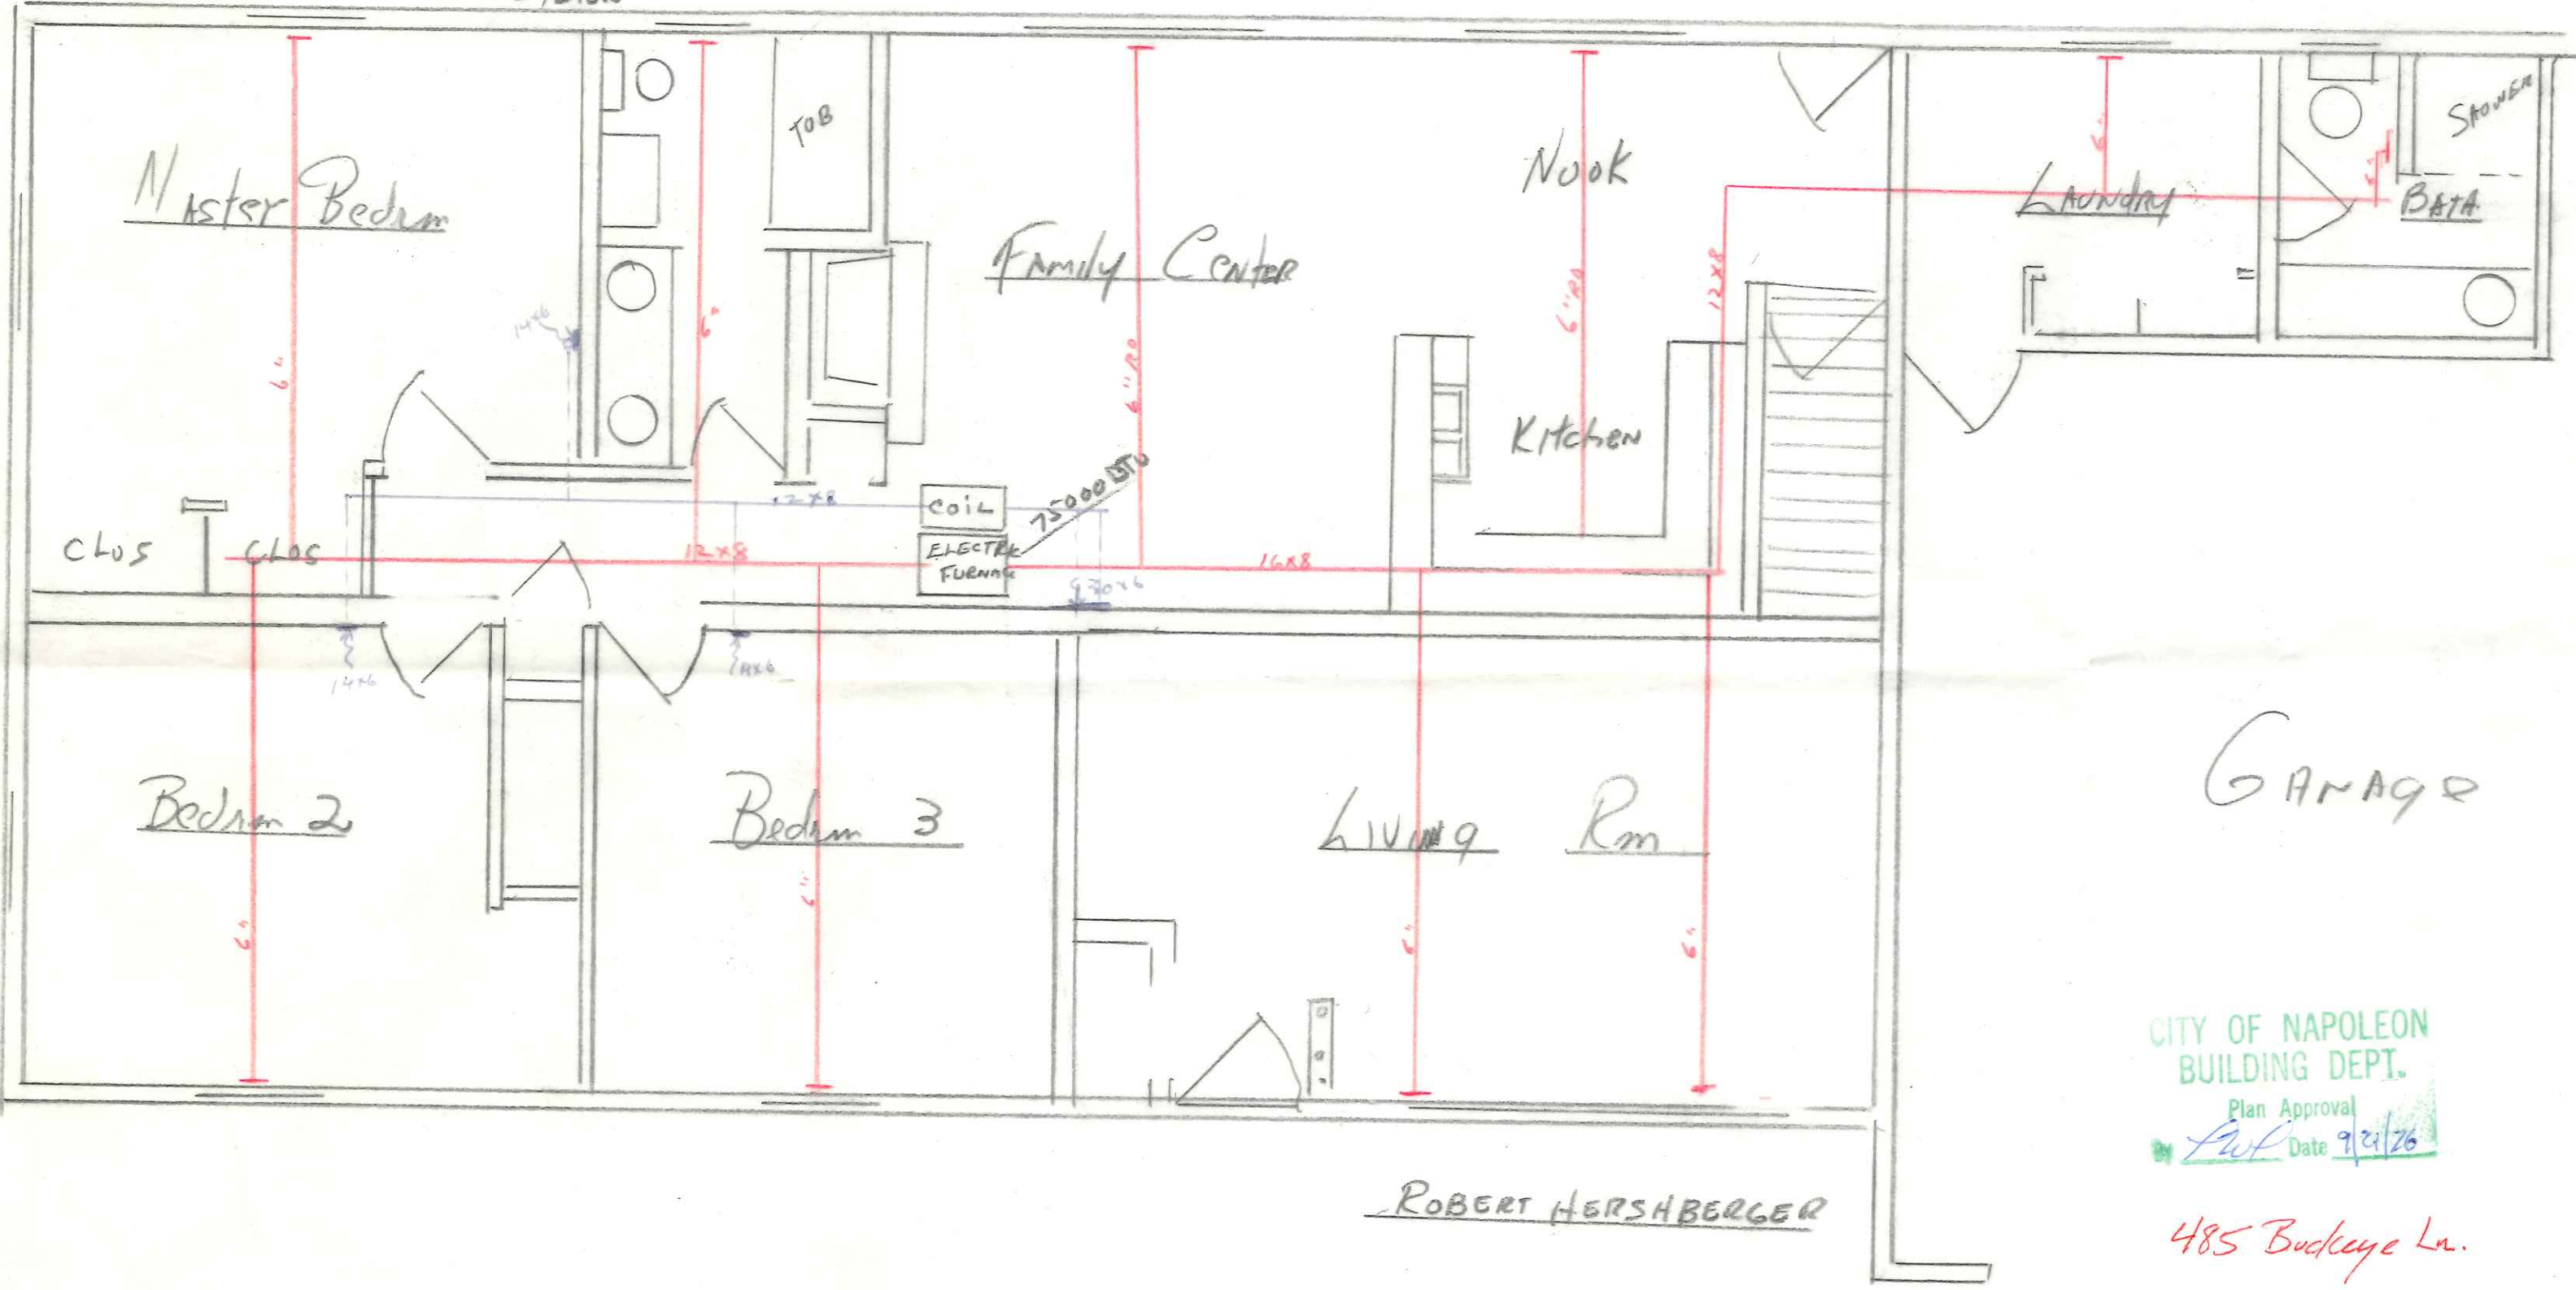 TOB
SHOWER
Master Bedrm
Nook
Laundry
BATH
Family Center
14x6
6"
6"
6" RD
6" RD
12x8
6"
6"
Kitchen
75000 BTU
12x8
COIL
CLOS
CLOS
12x8
ELECTRIC
FURNACE
16x8
14x6
14x6
Bedrm 2
Bedrm 3
Living Rm
GARAGE
6"
6"
6"
6"
CITY OF NAPOLEON
BUILDING DEPT.
Plan Approval
By Date 9/21/76
ROBERT HERSHBERGER
485 Buckeye Ln.